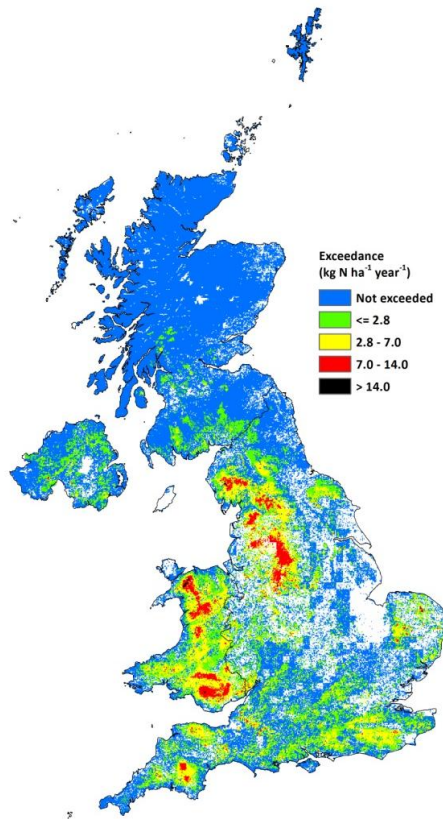 Exceedance
(kg N ha⁻¹ year⁻¹)
Not exceeded
<= 2.8
2.8 - 7.0
7.0 - 14.0
> 14.0